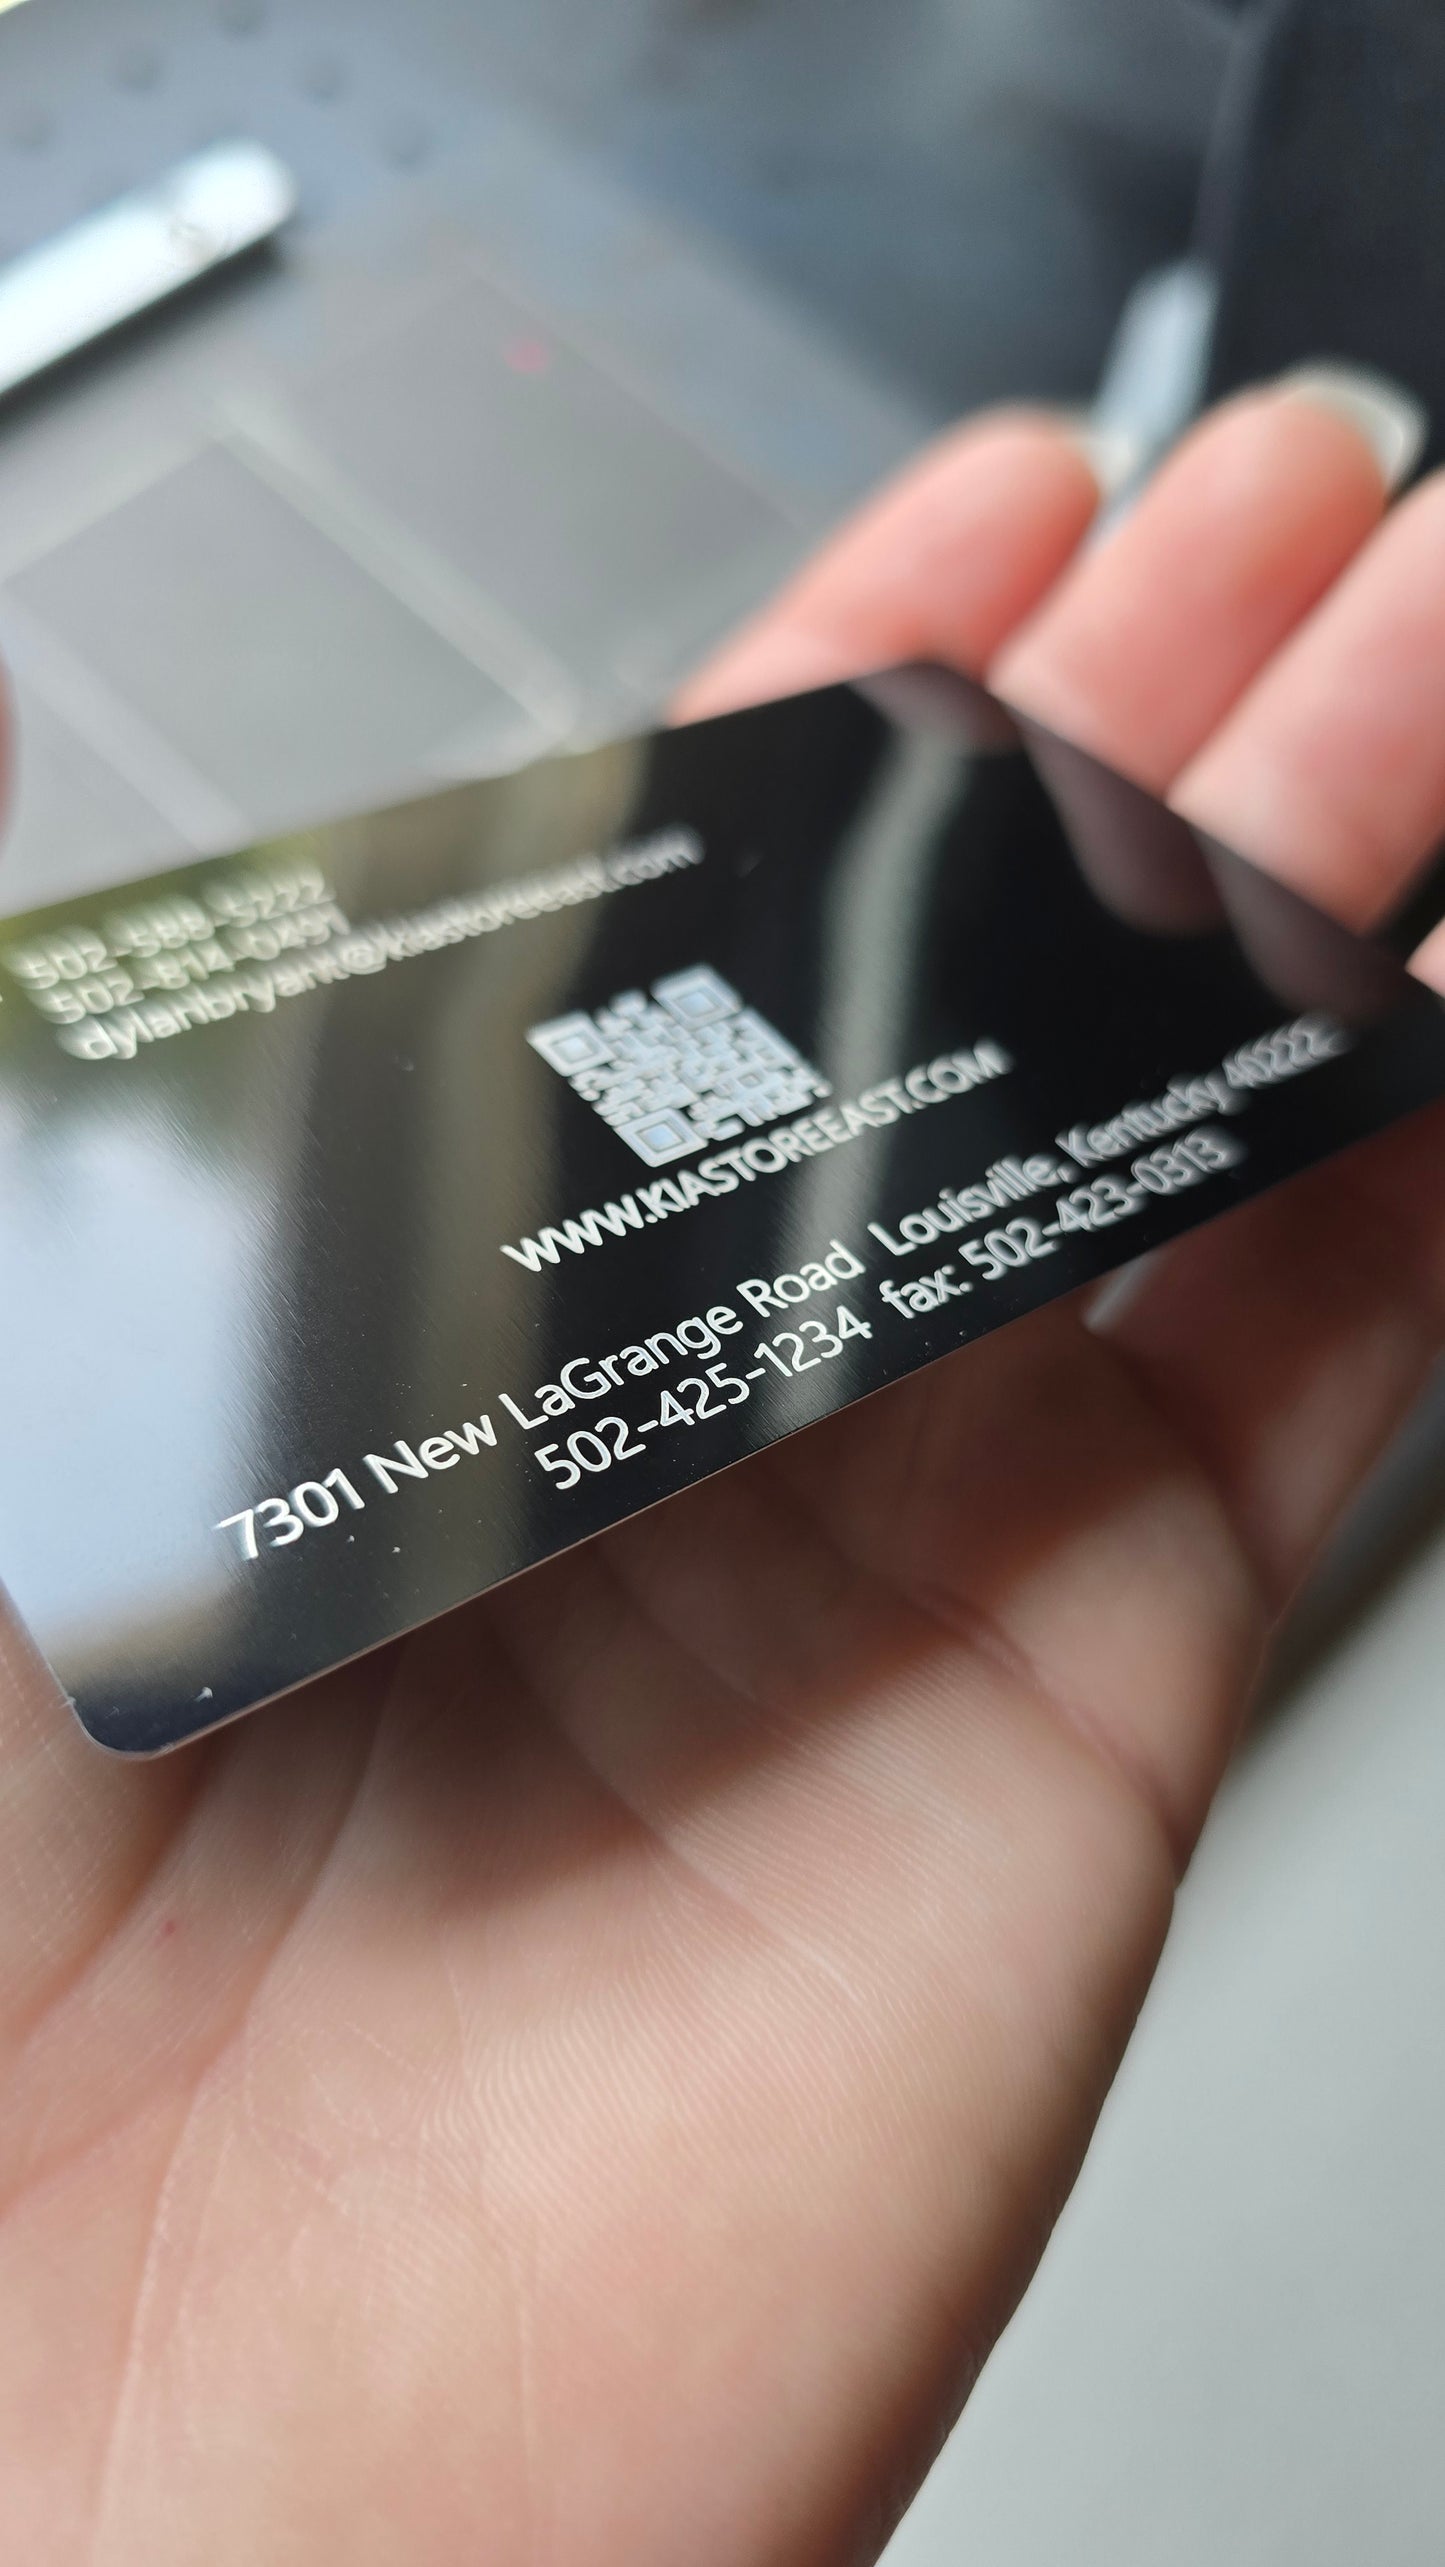 502-588-5222
502-814-0491
dylanbryant@kiastoreeast.com
WWW.KIASTOREEAST.COM
7301 New LaGrange Road Louisville, Kentucky 40222
502-425-1234 fax: 502-423-0313